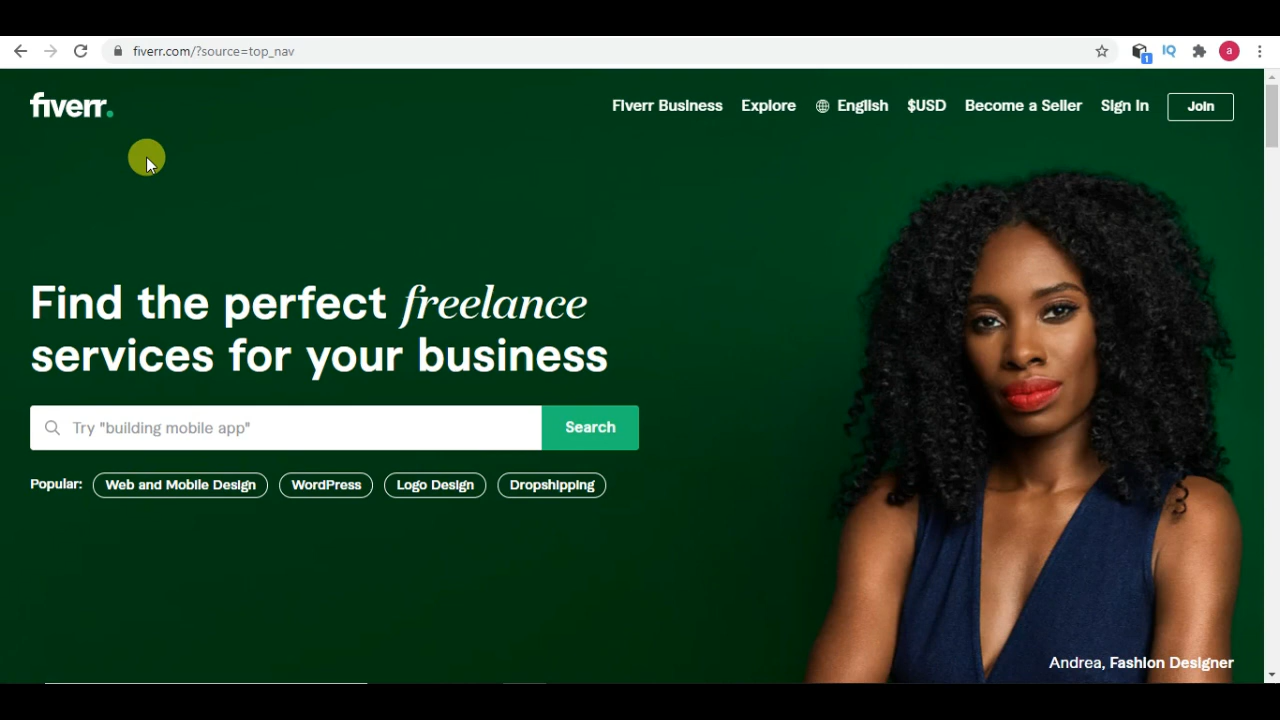 fiverr.com/?source=top_nav
1
IQ
a
fiverr.
Fiverr Business
Explore
English
$USD
Become a Seller
Sign In
Join
Find the perfect freelance
services for your business
Try "building mobile app"
Search
Popular:
Web and Mobile Design
WordPress
Logo Design
Dropshipping
Andrea, Fashion Designer